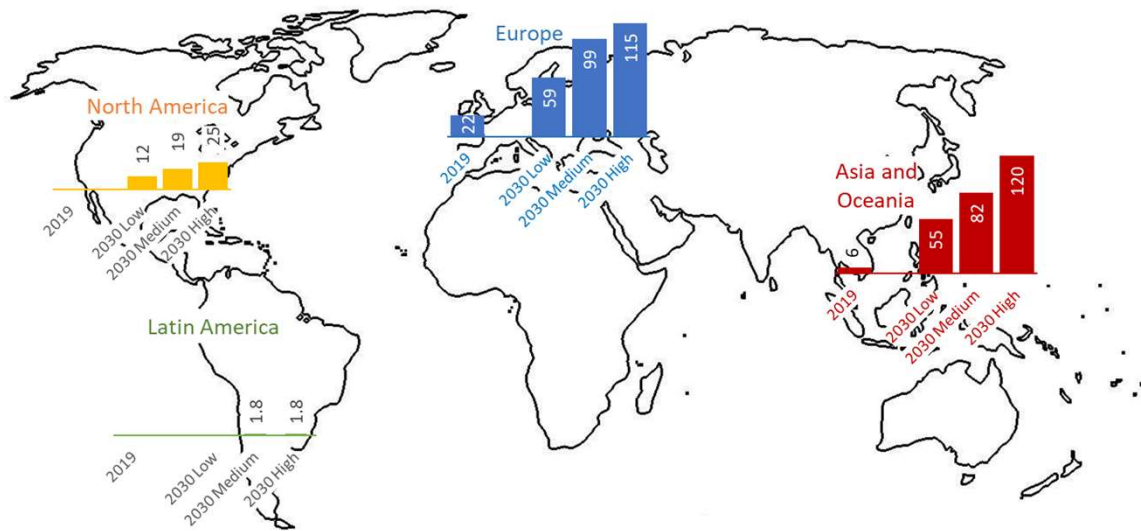 Europe
22
59
99
115
2019
2030 Low
2030 Medium
2030 High
North America
12
19
25
2019
2030 Low
2030 Medium
2030 High
Asia and
Oceania
6
55
82
120
2019
2030 Low
2030 Medium
2030 High
Latin America
1.8
1.8
2019
2030 Low
2030 Medium
2030 High